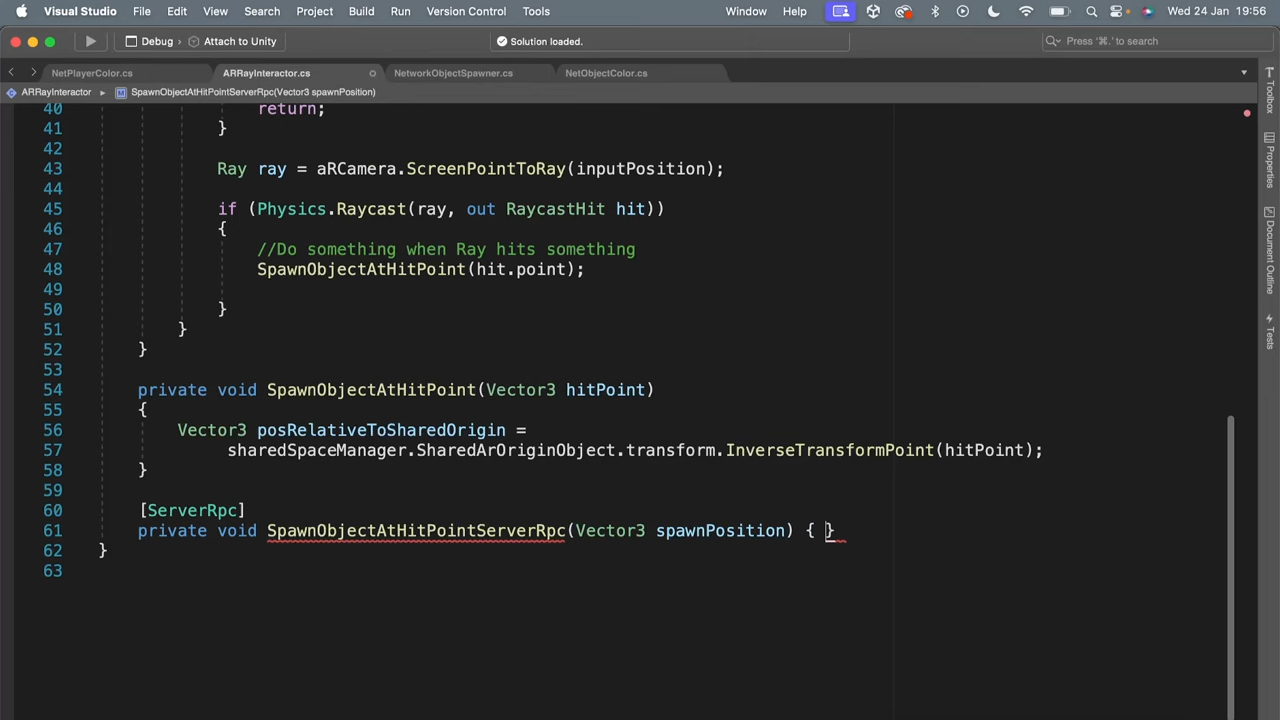 Visual Studio File Edit View Search Project Build Run Version Control Tools Window Help Wed 24 Jan 19:56
Debug > Attach to Unity Solution loaded. Press '⌘.' to search
NetPlayerColor.cs ARRayInteractor.cs NetworkObjectSpawner.cs NetObjectColor.cs
ARRayInteractor SpawnObjectAtHitPointServerRpc(Vector3 spawnPosition)
40 return;
41 }
42
43 Ray ray = aRCamera.ScreenPointToRay(inputPosition);
44
45 if (Physics.Raycast(ray, out RaycastHit hit))
46 {
47 //Do something when Ray hits something
48 SpawnObjectAtHitPoint(hit.point);
49
50 }
51 }
52 }
53
54 private void SpawnObjectAtHitPoint(Vector3 hitPoint)
55 {
56 Vector3 posRelativeToSharedOrigin =
57 sharedSpaceManager.SharedArOriginObject.transform.InverseTransformPoint(hitPoint);
58 }
59
60 [ServerRpc]
61 private void SpawnObjectAtHitPointServerRpc(Vector3 spawnPosition) { }
62 }
63
Toolbox
Properties
Document Outline
Tests